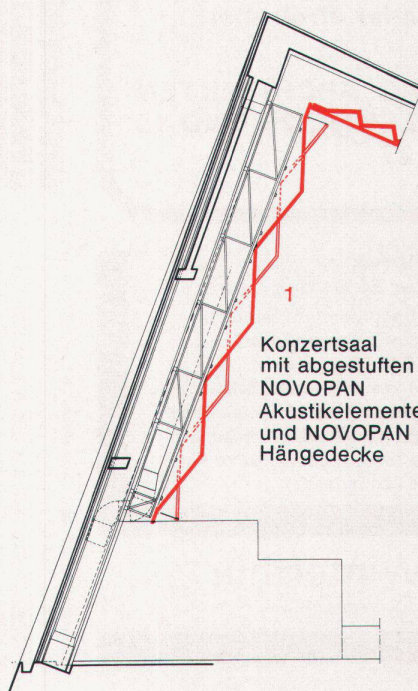 1
Konzertsaal
mit abgestuften
NOVOPAN
Akustikelemente
und NOVOPAN
Hängedecke